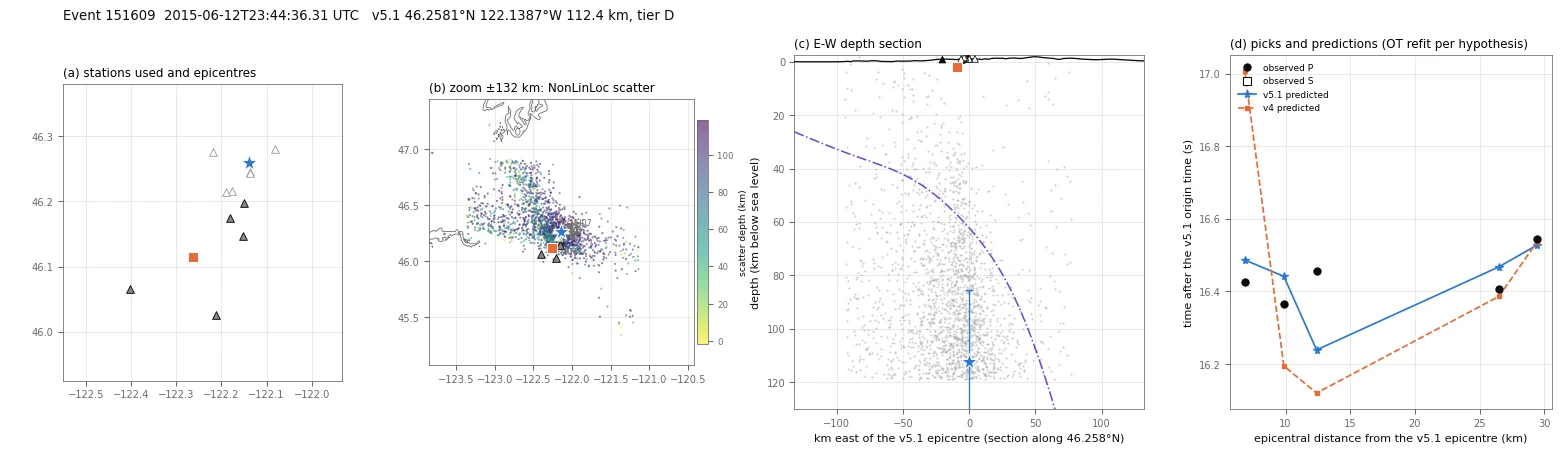 Event 151609  2015-06-12T23:44:36.31 UTC   v5.1 46.2581°N 122.1387°W 112.4 km, tier D
(a) stations used and epicentres
46.3
46.2
46.1
46.0
−122.5 −122.4 −122.3 −122.2 −122.1 −122.0
(b) zoom ±132 km: NonLinLoc scatter
47.0
46.5
46.0
45.5
−123.5 −123.0 −122.5 −122.0 −121.5 −121.0 −120.5
100
80
60
40
20
0
scatter depth (km)
(c) E-W depth section
0
20
40
60
80
100
120
depth (km below sea level)
−100 −50 0 50 100
km east of the v5.1 epicentre (section along 46.258°N)
(d) picks and predictions (OT refit per hypothesis)
observed P
observed S
v5.1 predicted
v4 predicted
17.0
16.8
16.6
16.4
16.2
time after the v5.1 origin time (s)
10 15 20 25 30
epicentral distance from the v5.1 epicentre (km)